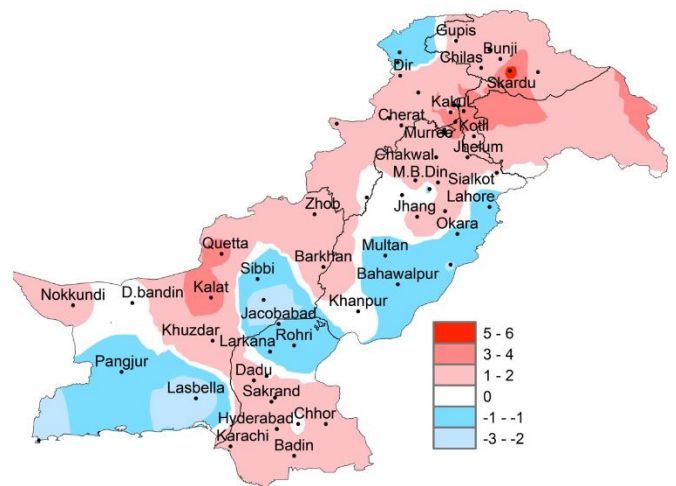 Gupis
Bunji
Chilas
Dir
Skardu
Kakul
Cherat
Kotli
Murree
Jhelum
Chakwal
M.B.Din
Sialkot
Zhob
Lahore
Jhang
Okara
Quetta
Multan
Barkhan
Sibbi
Bahawalpur
Kalat
Nokkundi
D.bandin
Khanpur
Jacobabad
Khuzdar
Rohri
Larkana
Pangjur
Dadu
Lasbella
Sakrand
Hyderabad
Chhor
Karachi
Badin
5 - 6
3 - 4
1 - 2
0
-1 - -1
-3 - -2